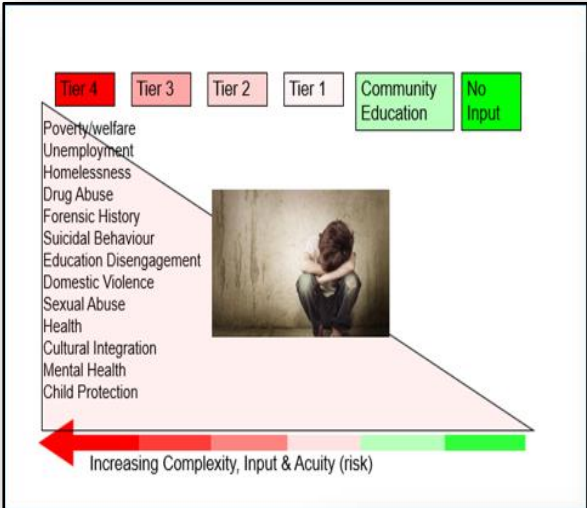 Tier 4
Tier 3
Tier 2
Tier 1
Community
Education
No
Input
Poverty/welfare
Unemployment
Homelessness
Drug Abuse
Forensic History
Suicidal Behaviour
Education Disengagement
Domestic Violence
Sexual Abuse
Health
Cultural Integration
Mental Health
Child Protection
Increasing Complexity, Input & Acuity (risk)